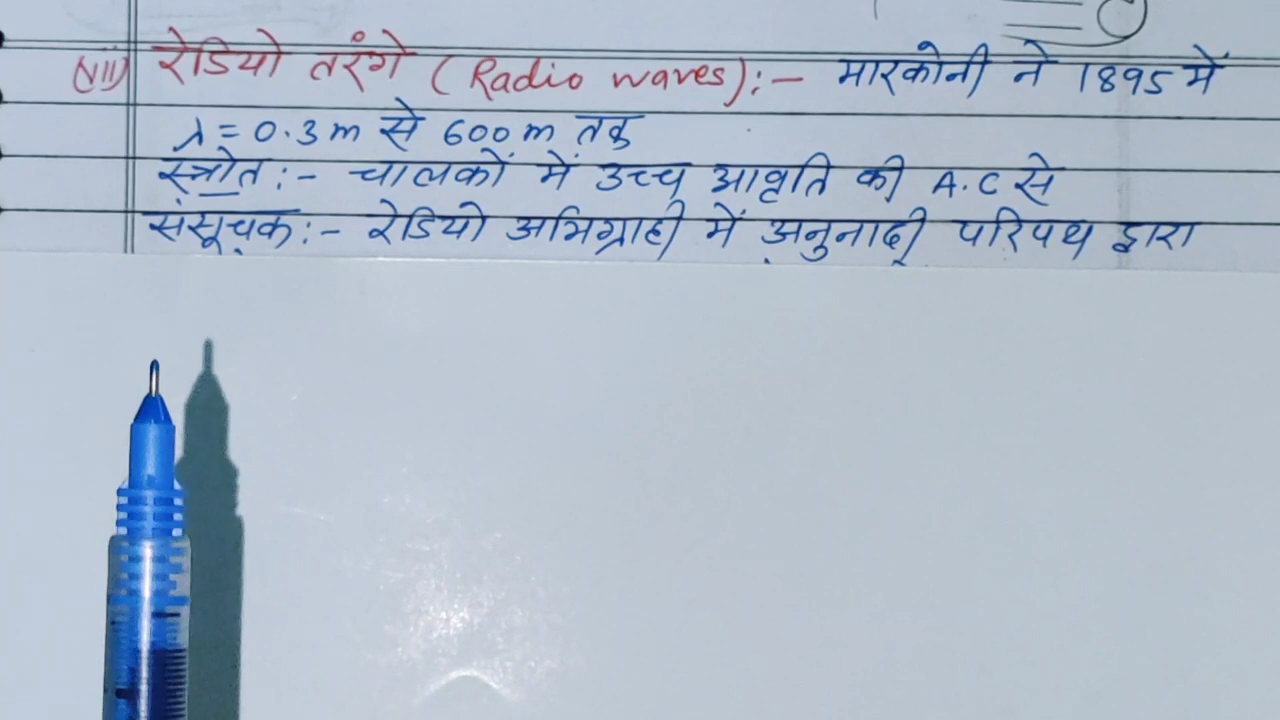 (VII) रेडियो तरंगे (Radio waves):- मारकोनी ने 1895 में
λ = 0.3 m से 600 m तक
स्त्रोत:- चालकों में उच्च आवृति की A.C से
संसूचक:- रेडियो अभिग्राही में अनुनादी परिपथ द्वारा